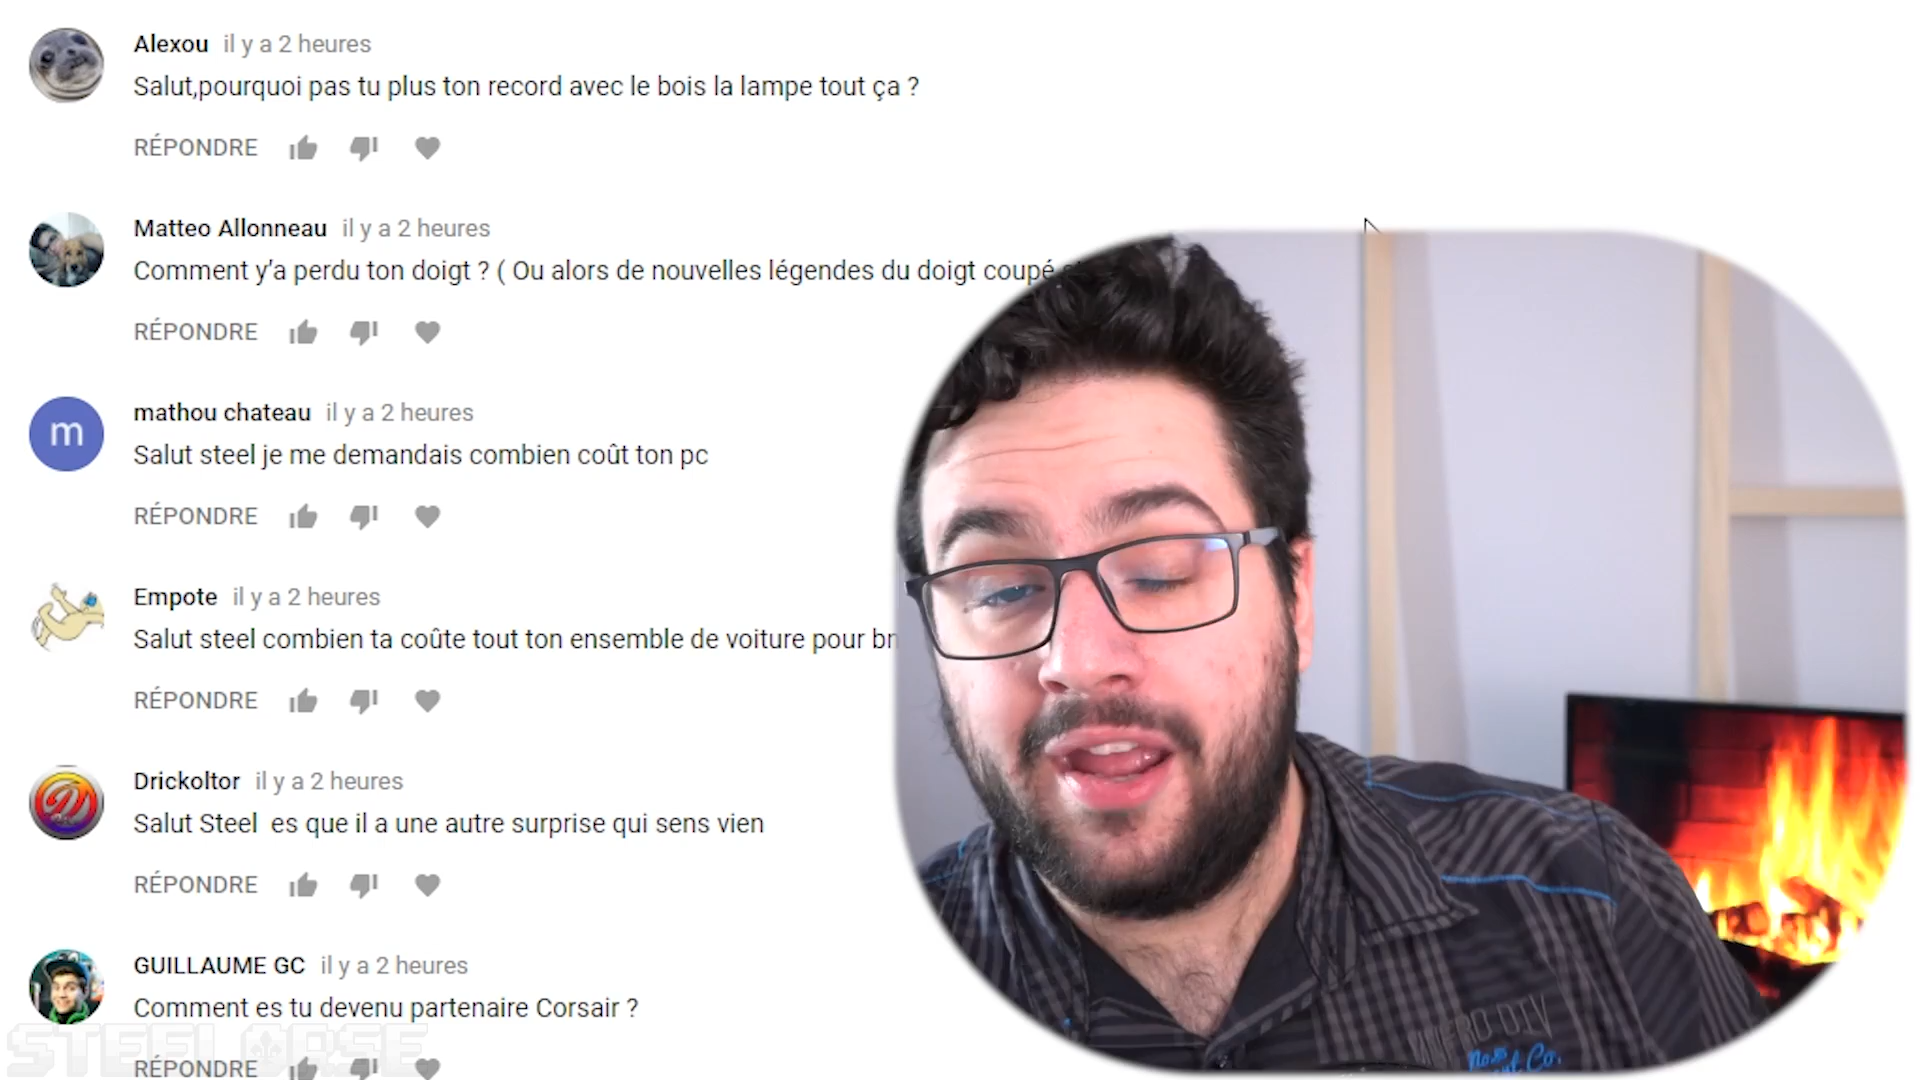 Alexou il y a 2 heures
Salut,pourquoi pas tu plus ton record avec le bois la lampe tout ça ?
RÉPONDRE
Matteo Allonneau il y a 2 heures
Comment y’a perdu ton doigt ? ( Ou alors de nouvelles légendes du doigt coupé
RÉPONDRE
m
mathou chateau il y a 2 heures
Salut steel je me demandais combien coût ton pc
RÉPONDRE
Empote il y a 2 heures
Salut steel combien ta coûte tout ton ensemble de voiture pour
RÉPONDRE
Drickoltor il y a 2 heures
Salut Steel es que il a une autre surprise qui sens vien
RÉPONDRE
GUILLAUME GC il y a 2 heures
Comment es tu devenu partenaire Corsair ?
RÉPONDRE